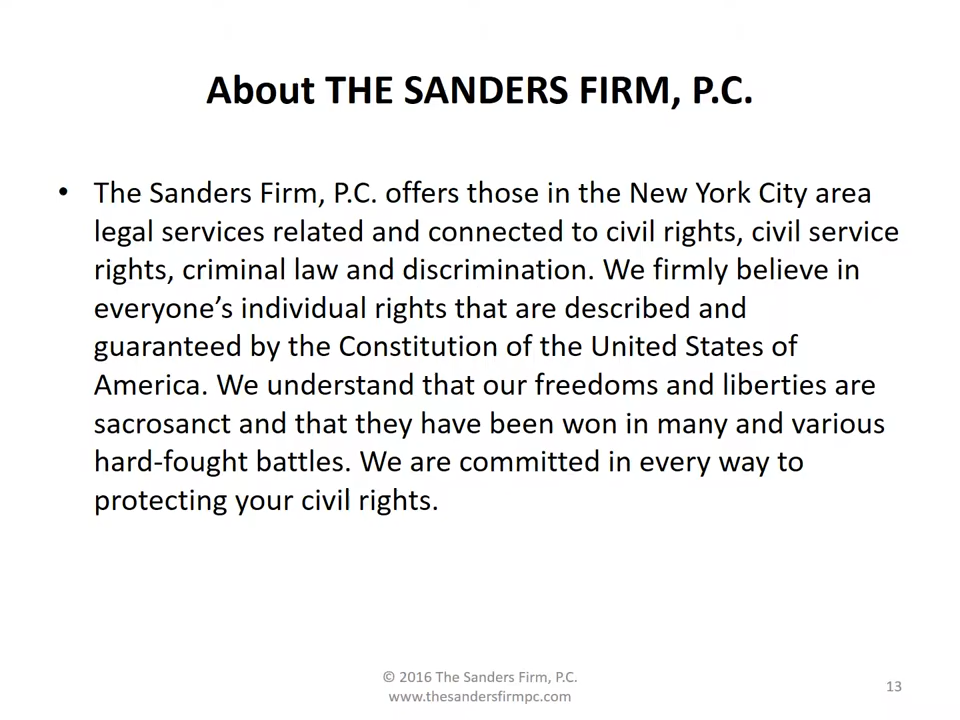 About THE SANDERS FIRM, P.C.
• The Sanders Firm, P.C. offers those in the New York City area
legal services related and connected to civil rights, civil service
rights, criminal law and discrimination. We firmly believe in
everyone’s individual rights that are described and
guaranteed by the Constitution of the United States of
America. We understand that our freedoms and liberties are
sacrosanct and that they have been won in many and various
hard-fought battles. We are committed in every way to
protecting your civil rights.
© 2016 The Sanders Firm, P.C.
www.thesandersfirmpc.com
13